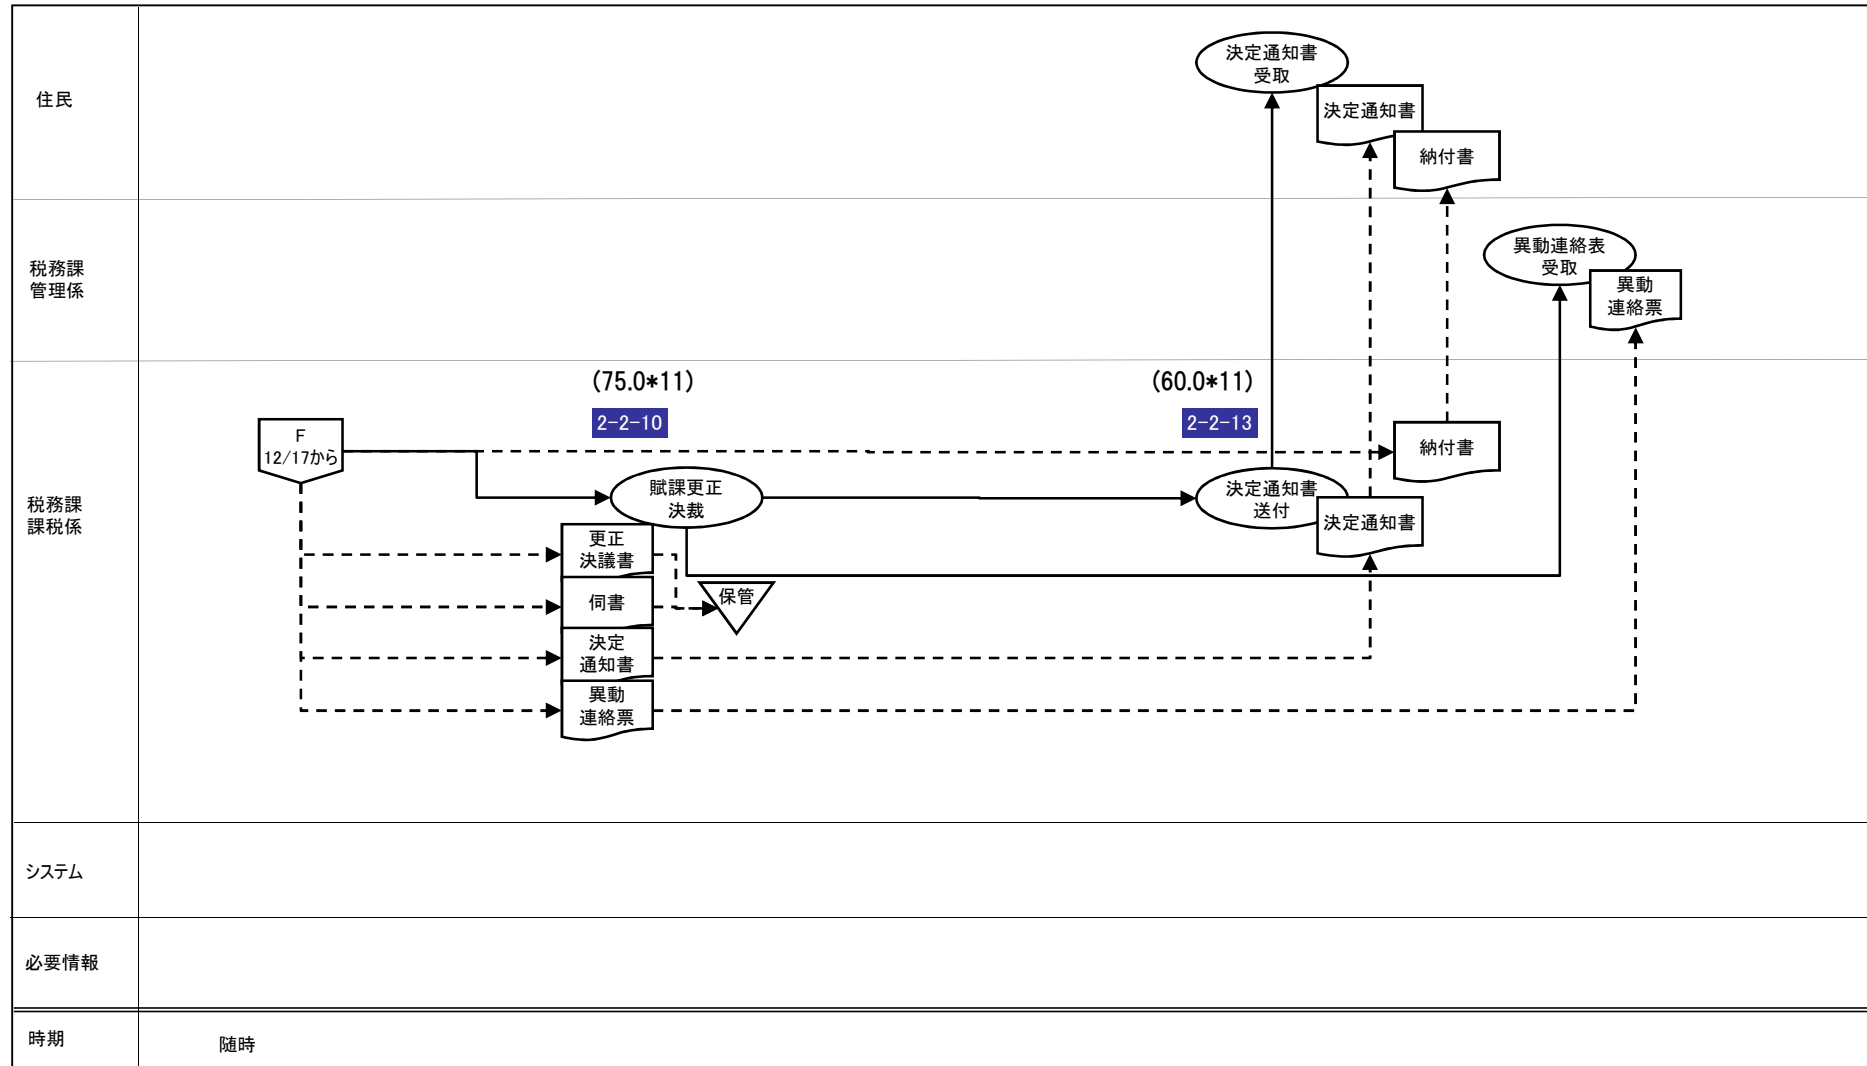 住民
決定通知書
受取
決定通知書
納付書
税務課
管理係
異動連絡表
受取
異動
連絡票
税務課
課税係
(75.0*11)
2-2-10
(60.0*11)
2-2-13
F
12/17から
納付書
賦課更正
決裁
決定通知書
送付
決定通知書
更正
決議書
伺書
保管
決定
通知書
異動
連絡票
システム
必要情報
時期
随時